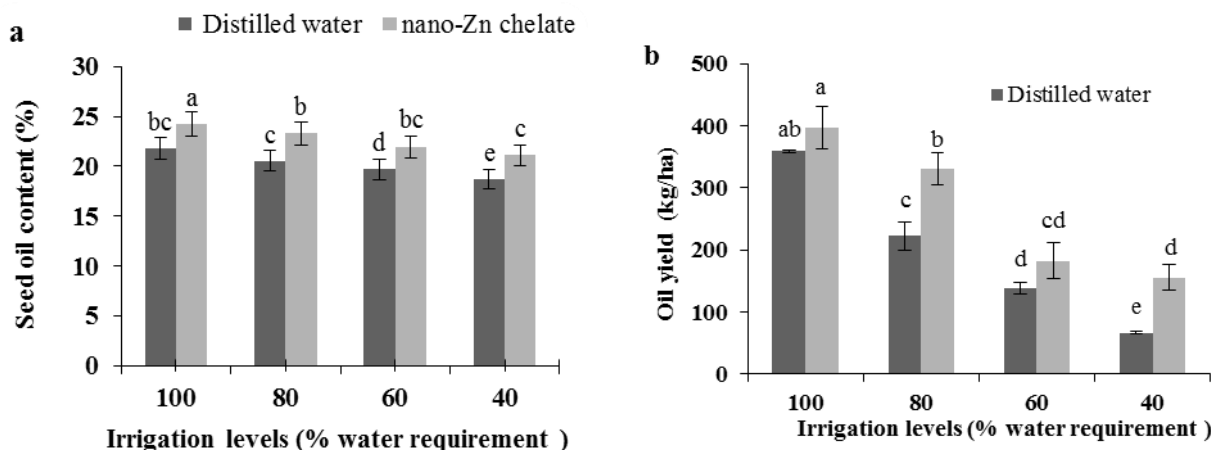 a
Distilled water nano-Zn chelate
Seed oil content (%)
30
25
20
15
10
5
0
bc a c b d bc e c
100 80 60 40
Irrigation levels (% water requirement )
b
Distilled water
Oil yield (kg/ha)
500
400
300
200
100
0
ab a c b d cd e d
100 80 60 40
Irrigation levels (% water requirement )